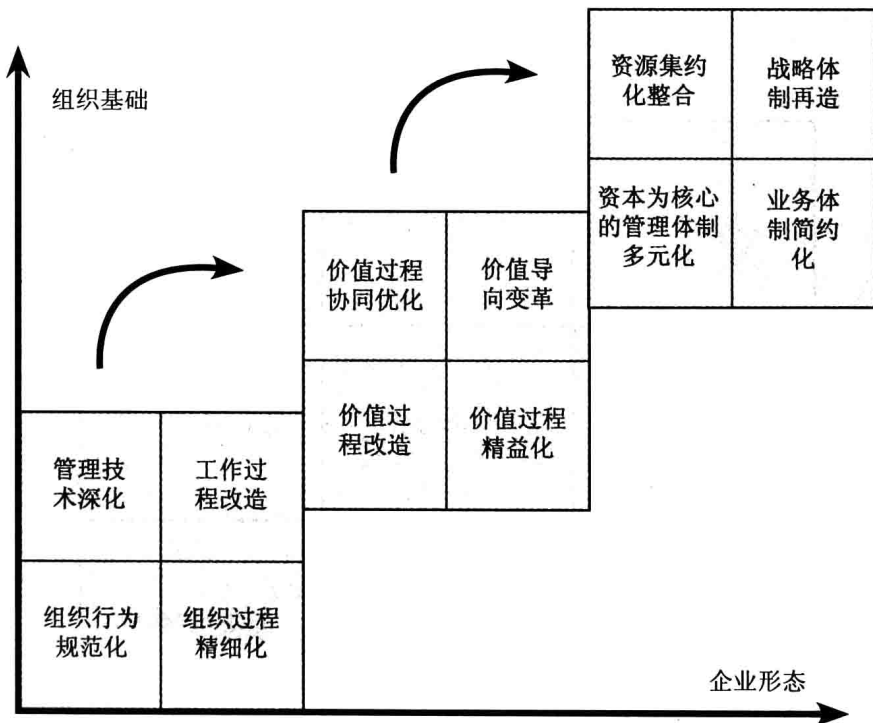 组织基础
资源集约
化整合
战略体
制再造
资本为核心
的管理体制
多元化
业务体
制简约
化
价值过程
协同优化
价值导
向变革
价值过
程改造
价值过程
精益化
管理技
术深化
工作过
程改造
组织行为
规范化
组织过程
精细化
企业形态